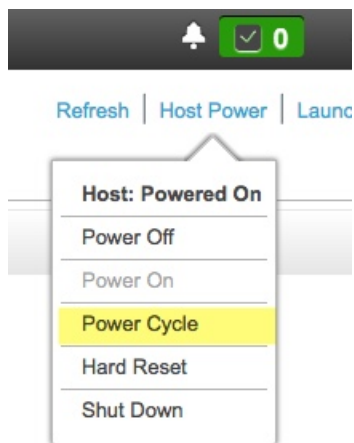 0
Refresh | Host Power | Launc
Host: Powered On
Power Off
Power On
Power Cycle
Hard Reset
Shut Down